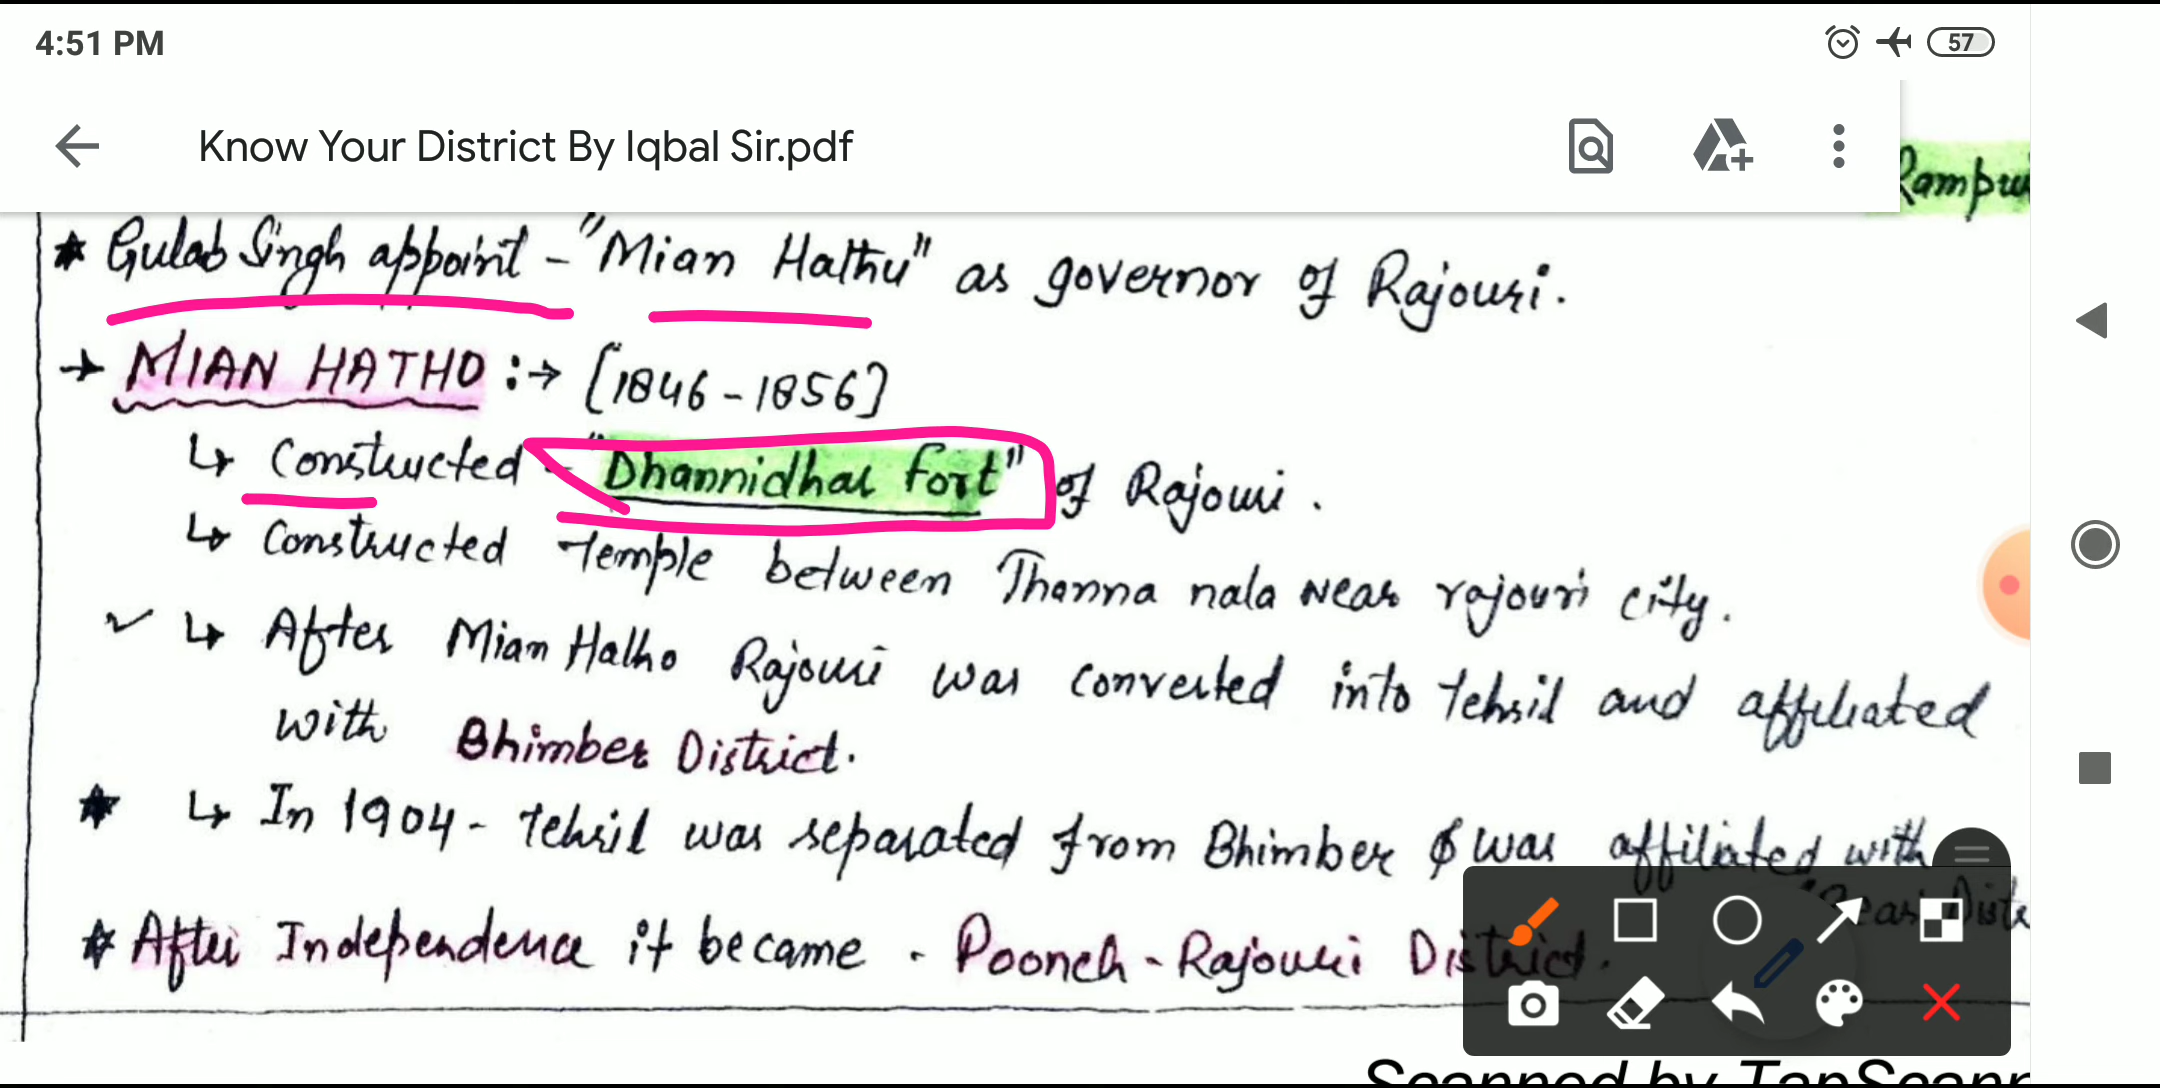 4:51 PM
57
Know Your District By Iqbal Sir.pdf
★ Gulab Singh appoint - "Mian Hathu" as governor of Rajouri.
→ MIAN HATHO :→ [1846-1856]
↳ Constructed - "Dhannidhar fort" of Rajouri.
↳ Constructed Temple between Thanna nala near rajouri city.
✓ ↳ After Mian Hatho Rajouri was converted into tehsil and affiliated
with Bhimber District.
★ ↳ In 1904 - tehsil was separated from Bhimber & was affiliated with
★ After Independence it became - Poonch - Rajouri District.
Scanned by